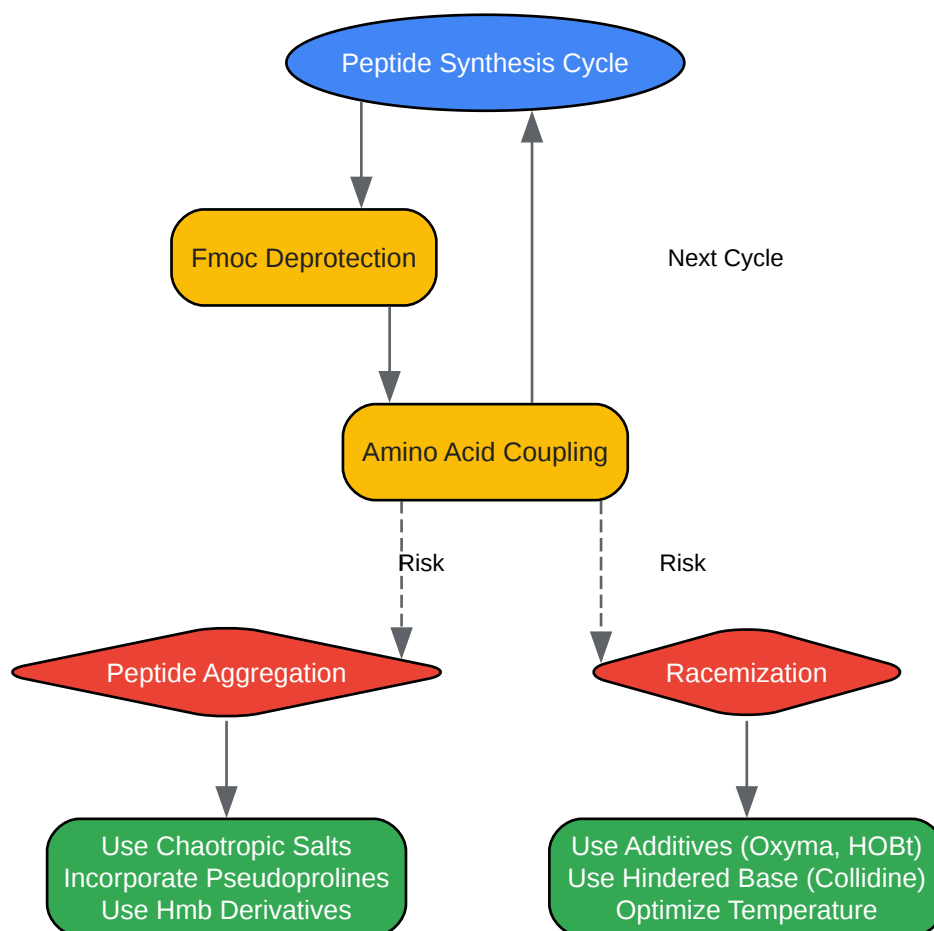 Peptide Synthesis Cycle
Fmoc Deprotection
Next Cycle
Amino Acid Coupling
Risk
Risk
Peptide Aggregation
Racemization
Use Chaotropic Salts
Incorporate Pseudoprolines
Use Hmb Derivatives
Use Additives (Oxyma, HOBt)
Use Hindered Base (Collidine)
Optimize Temperature